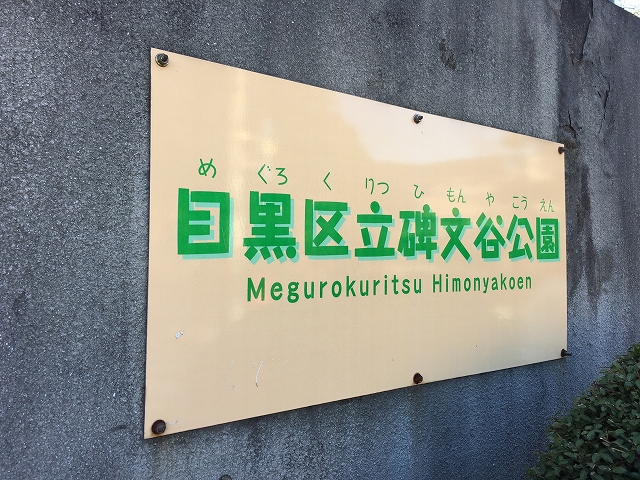 め ぐろ く りつ ひ もん や こう えん
目黒区立碑文谷公園
Megurokuritsu Himonyakoen